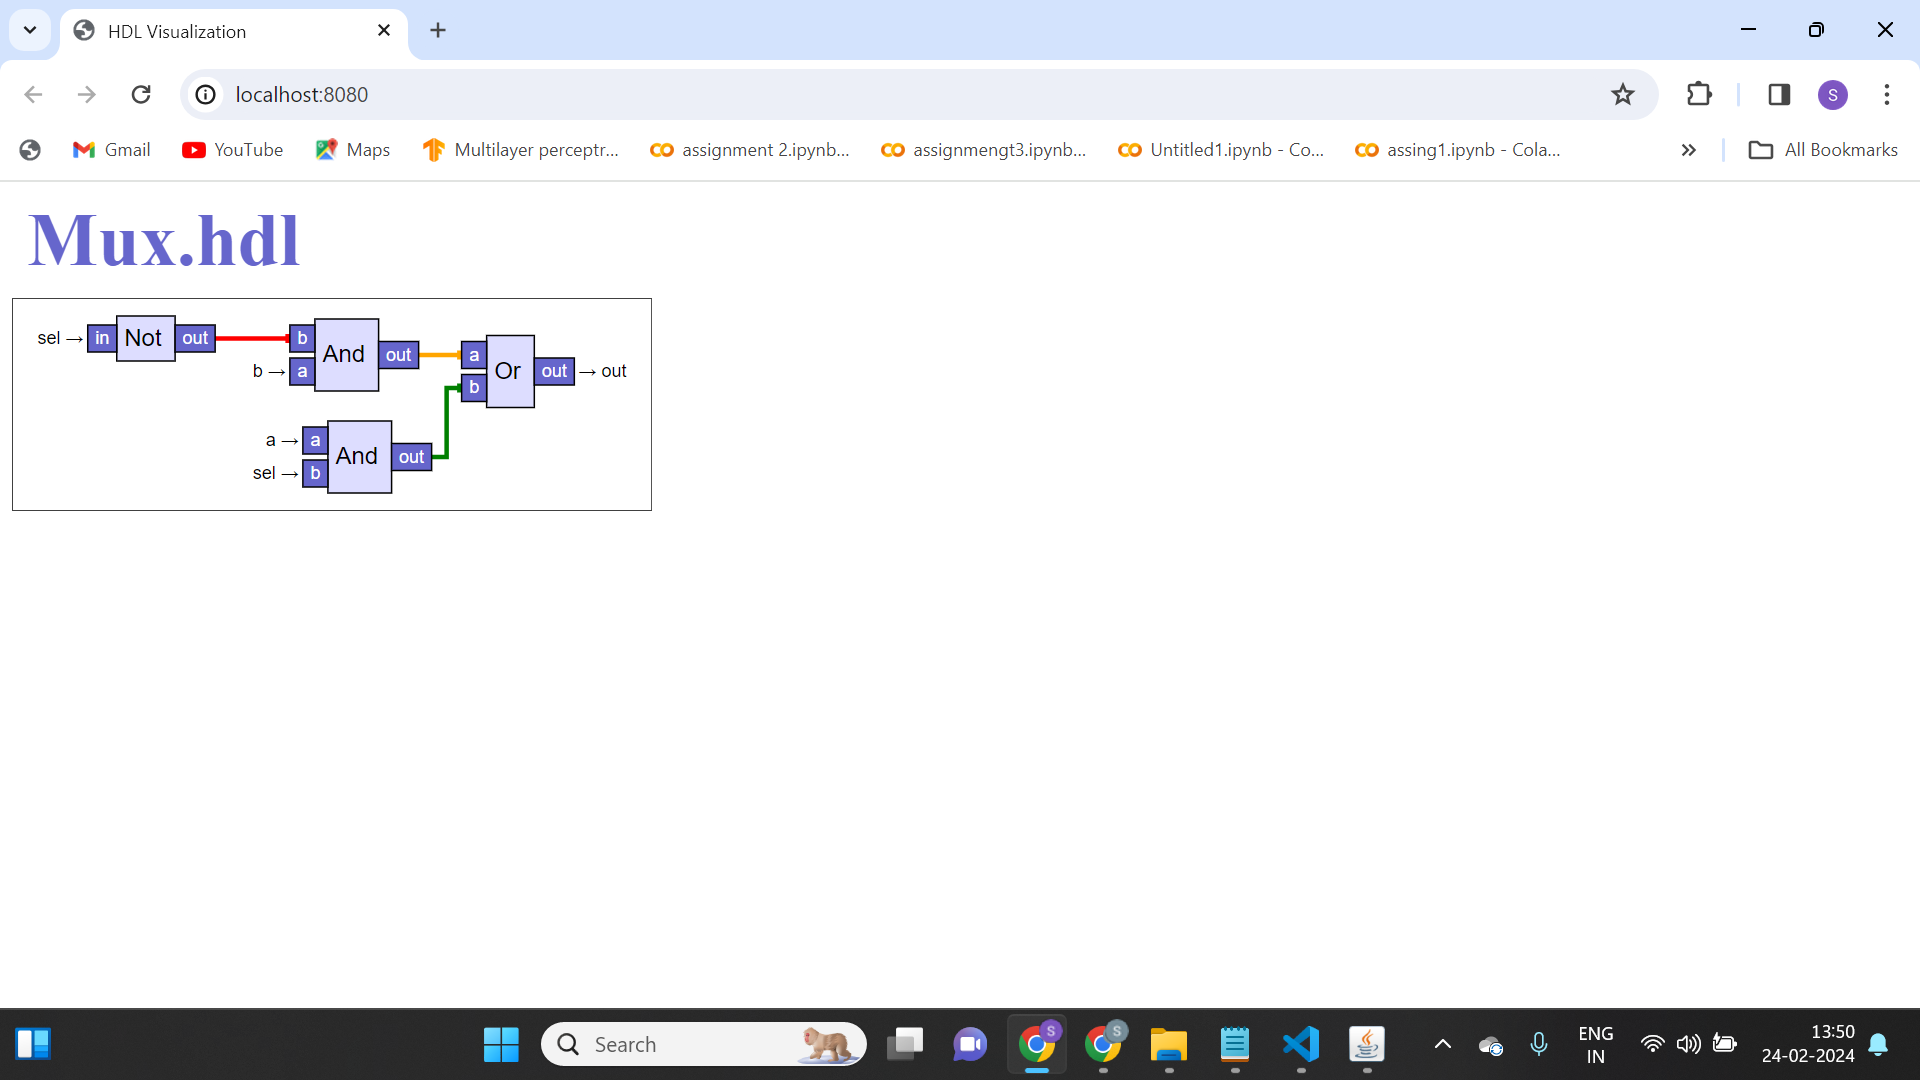 HDL Visualization
localhost:8080
S
Gmail
YouTube
Maps
Multilayer perceptr...
assignment 2.ipynb...
assignmengt3.ipynb...
Untitled1.ipynb - Co...
assing1.ipynb - Cola...
All Bookmarks
Mux.hdl
sel → in Not out b And out a Or out → out
b → a
b
a → a And out
sel → b
Search
S
S
ENG
IN
13:50
24-02-2024